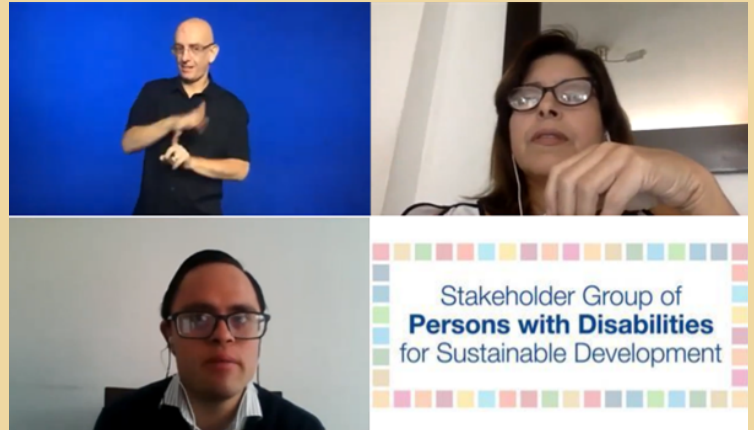 Stakeholder Group of
Persons with Disabilities
for Sustainable Development